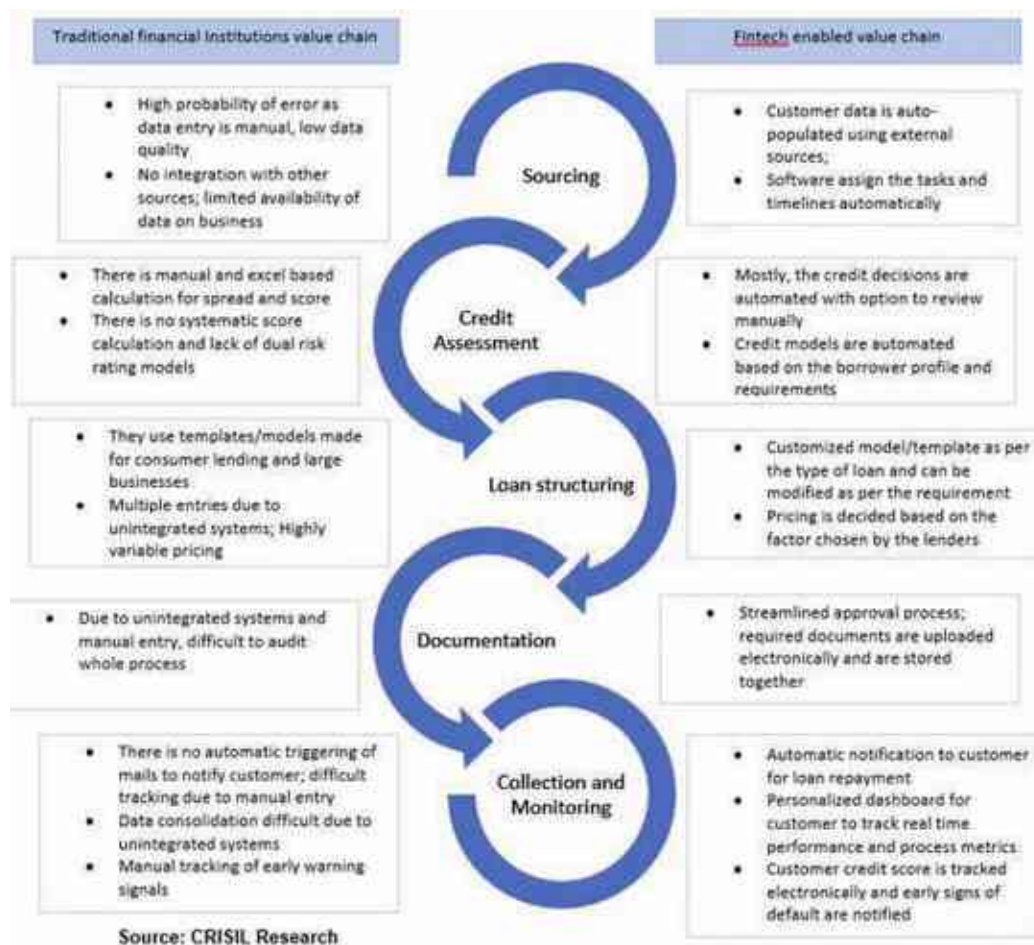 Traditional financial Institutions value chain
Fintech enabled value chain
• High probability of error as
data entry is manual, low data
quality
• No integration with other
sources; limited availability of
data on business
Sourcing
• Customer data is auto-
populated using external
sources;
• Software assign the tasks and
timelines automatically
• There is manual and excel based
calculation for spread and score
• There is no systematic score
calculation and lack of dual risk
rating models
Credit
Assessment
• Mostly, the credit decisions are
automated with option to review
manually
• Credit models are automated
based on the borrower profile and
requirements
• They use templates/models made
for consumer lending and large
businesses
• Multiple entries due to
unintegrated systems; Highly
variable pricing
Loan structuring
• Customized model/template as per
the type of loan and can be
modified as per the requirement
• Pricing is decided based on the
factor chosen by the lenders
• Due to unintegrated systems and
manual entry, difficult to audit
whole process
Documentation
• Streamlined approval process;
required documents are uploaded
electronically and are stored
together
• There is no automatic triggering of
mails to notify customer; difficult
tracking due to manual entry
• Data consolidation difficult due to
unintegrated systems
• Manual tracking of early warning
signals
Collection and
Monitoring
• Automatic notification to customer
for loan repayment
• Personalized dashboard for
customer to track real time
performance and process metrics
• Customer credit score is tracked
electronically and early signs of
default are notified
Source: CRISIL Research